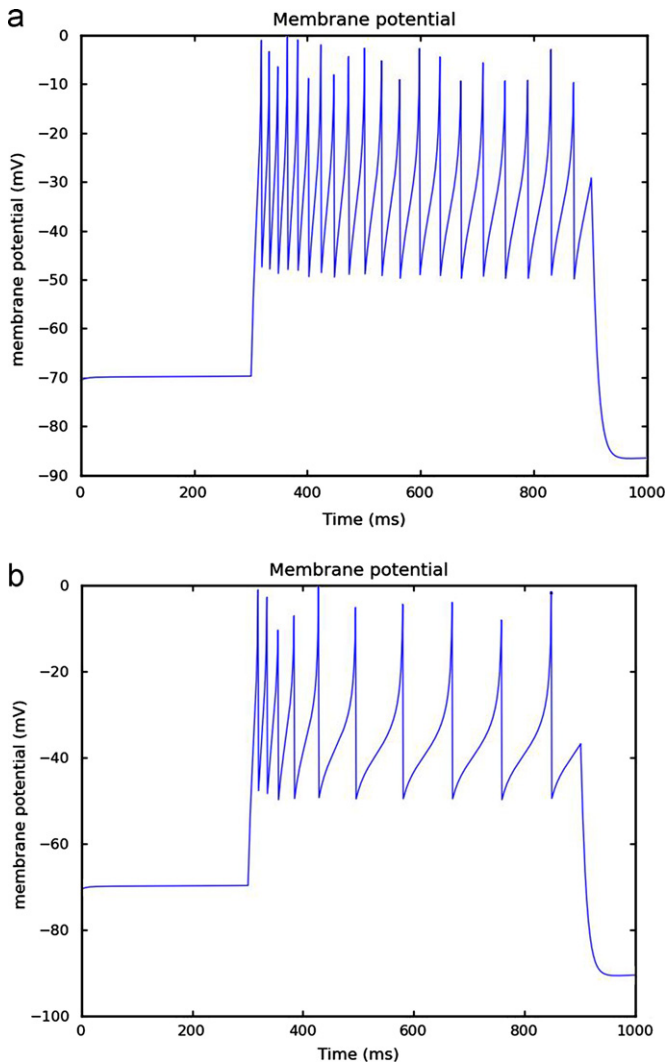 a
Membrane potential
0
−10
−20
−30
−40
−50
−60
−70
−80
−90
membrane potential (mV)
0 200 400 600 800 1000
Time (ms)
b
Membrane potential
0
−20
−40
−60
−80
−100
membrane potential (mV)
0 200 400 600 800 1000
Time (ms)